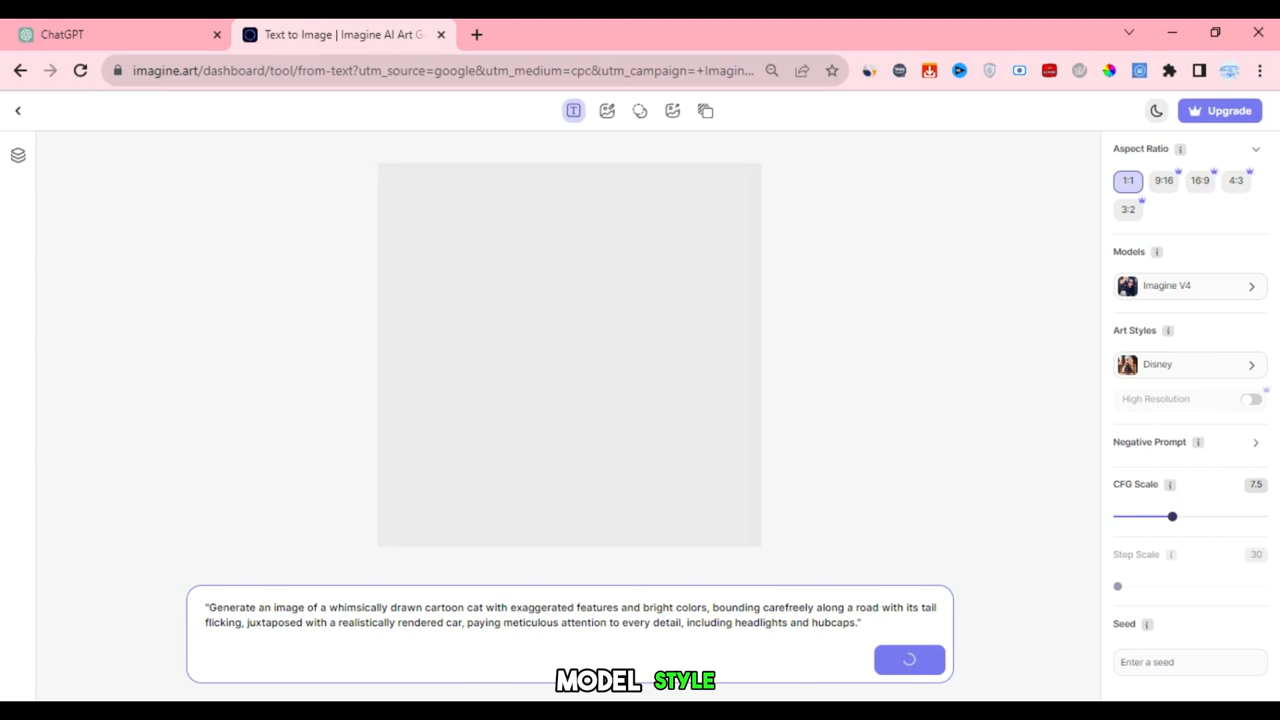 ChatGPT
Text to Image | Imagine AI Art G
imagine.art/dashboard/tool/from-text?utm_source=google&utm_medium=cpc&utm_campaign=+Imagin...
Upgrade
Aspect Ratio
1:1 9:16 16:9 4:3
3:2
Models
Imagine V4
Art Styles
Disney
High Resolution
Negative Prompt
CFG Scale 7.5
Step Scale 30
Seed
Enter a seed
"Generate an image of a whimsically drawn cartoon cat with exaggerated features and bright colors, bounding carefreely along a road with its tail
flicking, juxtaposed with a realistically rendered car, paying meticulous attention to every detail, including headlights and hubcaps."
MODEL STYLE